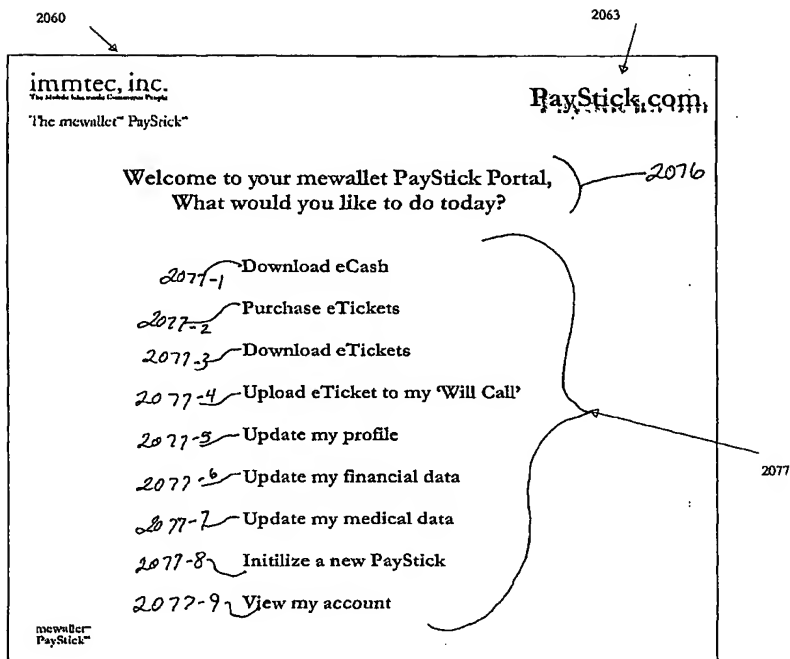 2060
2063
immtec, inc.
PayStick.com
The mewallet™ PayStick™
Welcome to your mewallet PayStick Portal,
What would you like to do today?
2076
2077-1 Download eCash
2077-2 Purchase eTickets
2077-3 Download eTickets
2077-4 Upload eTicket to my ‘Will Call’
2077-5 Update my profile
2077-6 Update my financial data
2077
2077-7 Update my medical data
2077-8 Initilize a new PayStick
2077-9 View my account
mewallet™
PayStick™